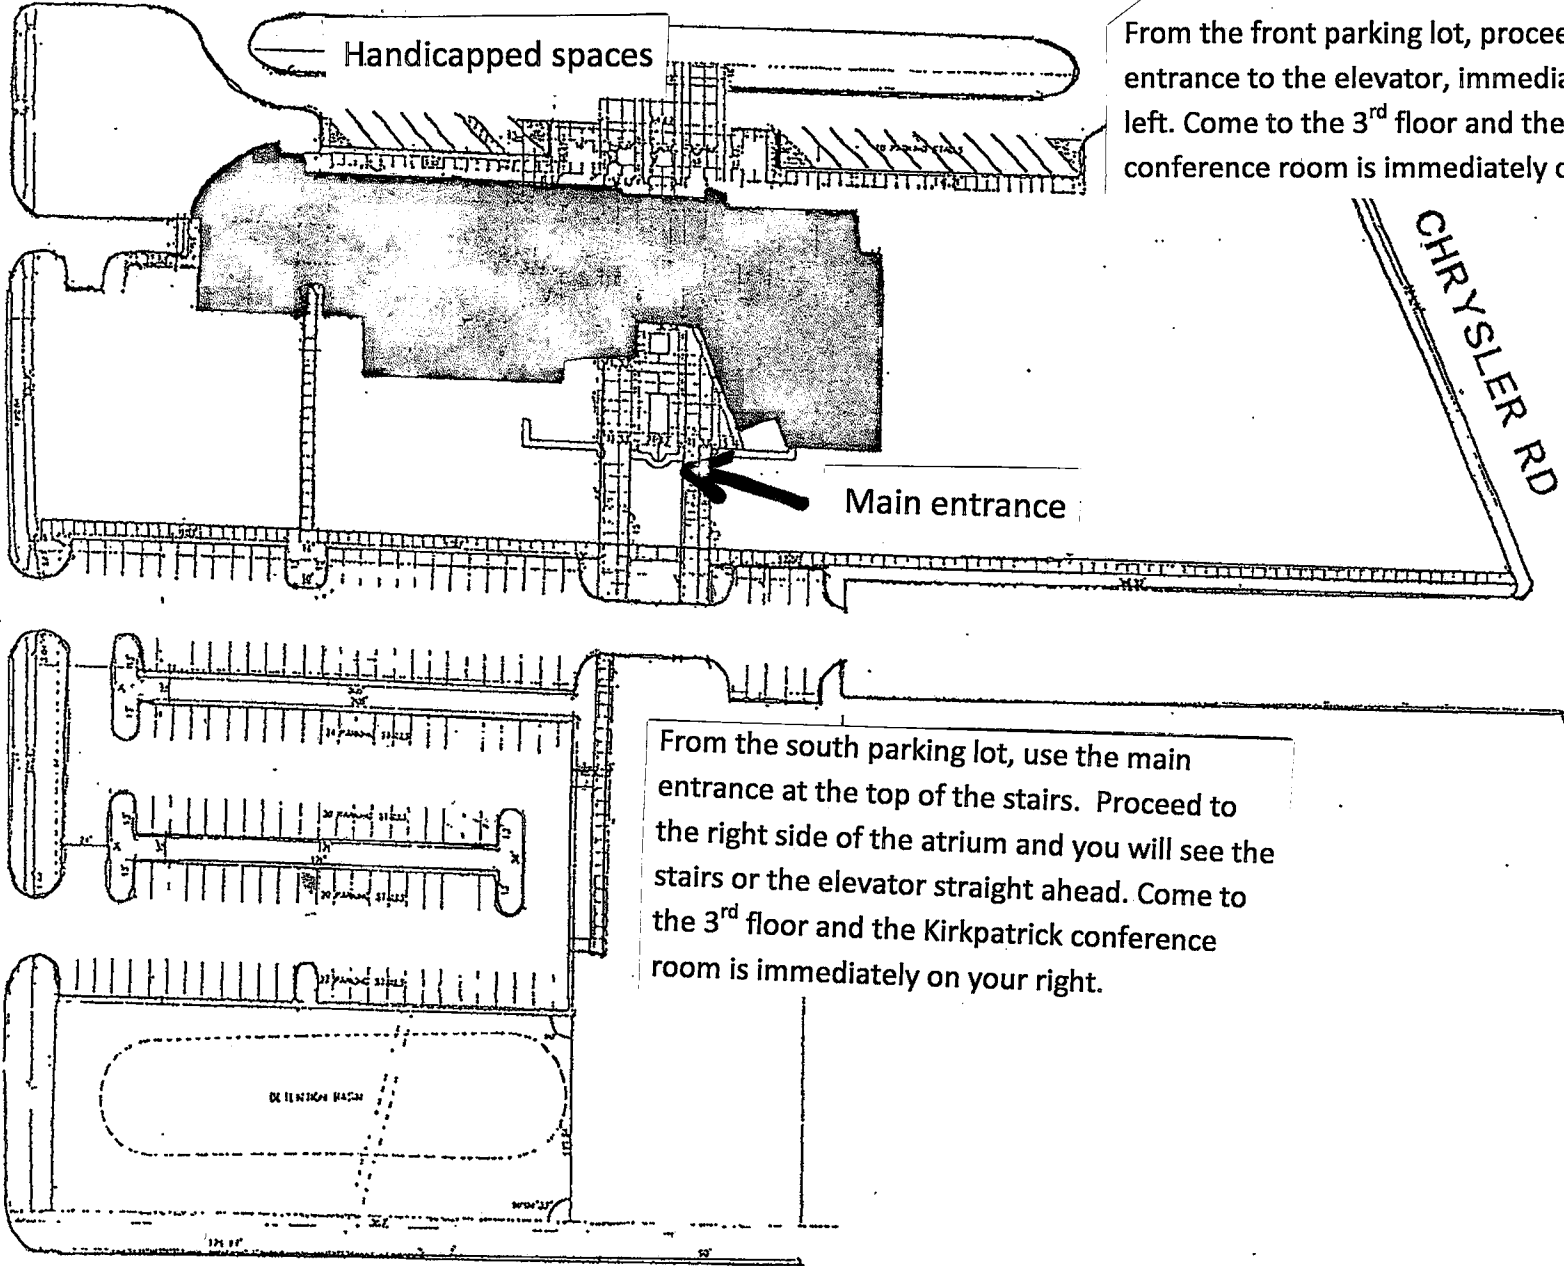 Handicapped spaces
From the front parking lot, procee
entrance to the elevator, immedia
left. Come to the 3rd floor and the
conference room is immediately o
CHRYSLER RD
Main entrance
From the south parking lot, use the main
entrance at the top of the stairs. Proceed to
the right side of the atrium and you will see the
stairs or the elevator straight ahead. Come to
the 3rd floor and the Kirkpatrick conference
room is immediately on your right.
DETENTION BASIN